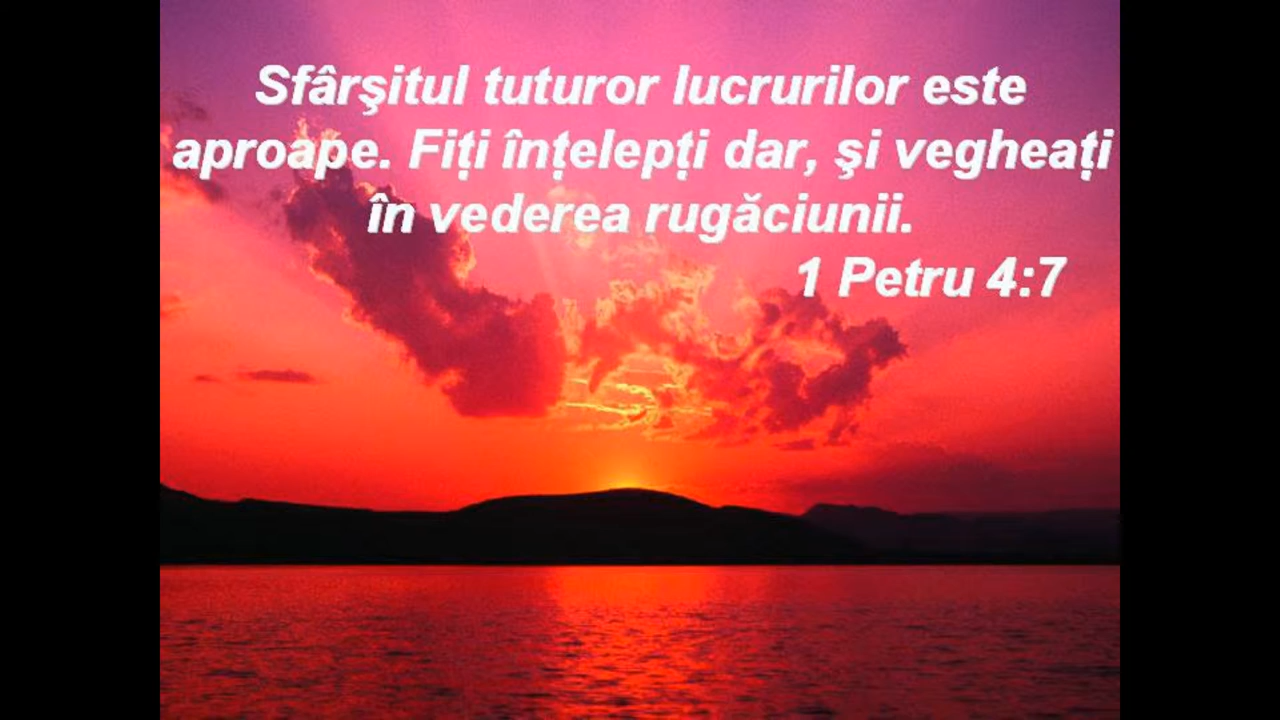 Sfârşitul tuturor lucrurilor este
aproape. Fiți înțelepți dar, şi vegheați
în vederea rugăciunii.
1 Petru 4:7